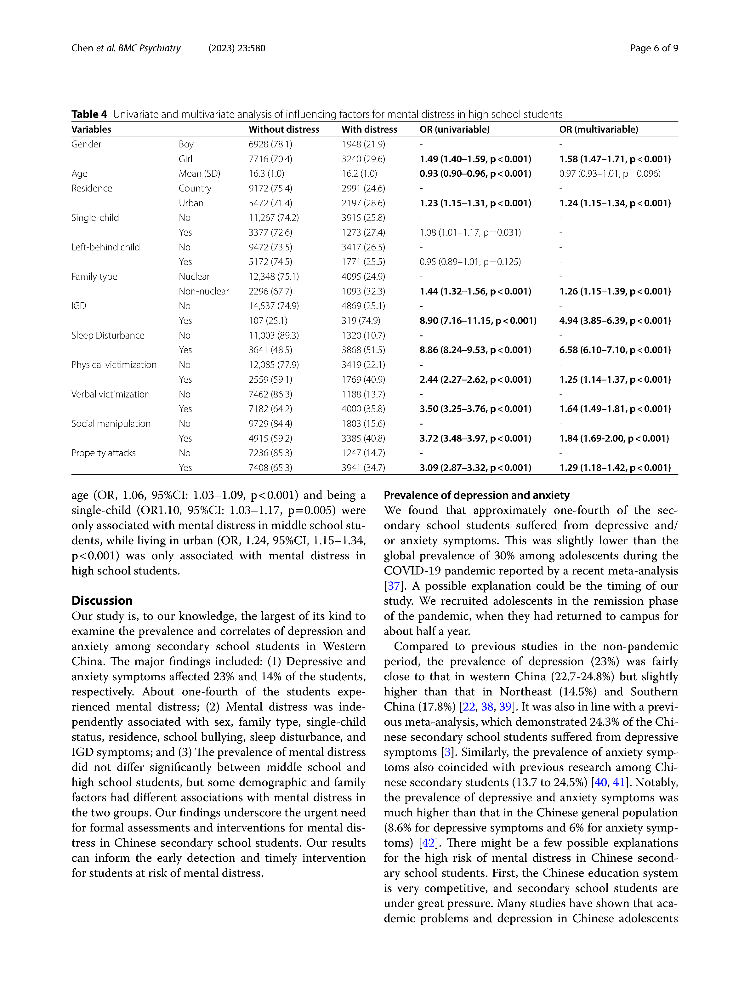 Chen et al. BMC Psychiatry (2023) 23:580 Page 6 of 9
Table 4 Univariate and multivariate analysis of influencing factors for mental distress in high school students
Variables Without distress With distress OR (univariable) OR (multivariable)
Gender Boy 6928 (78.1) 1948 (21.9) - -
Girl 7716 (70.4) 3240 (29.6) 1.49 (1.40–1.59, p < 0.001) 1.58 (1.47–1.71, p < 0.001)
Age Mean (SD) 16.3 (1.0) 16.2 (1.0) 0.93 (0.90–0.96, p < 0.001) 0.97 (0.93–1.01, p = 0.096)
Residence Country 9172 (75.4) 2991 (24.6) - -
Urban 5472 (71.4) 2197 (28.6) 1.23 (1.15–1.31, p < 0.001) 1.24 (1.15–1.34, p < 0.001)
Single-child No 11,267 (74.2) 3915 (25.8) - -
Yes 3377 (72.6) 1273 (27.4) 1.08 (1.01–1.17, p = 0.031) -
Left-behind child No 9472 (73.5) 3417 (26.5) - -
Yes 5172 (74.5) 1771 (25.5) 0.95 (0.89–1.01, p = 0.125) -
Family type Nuclear 12,348 (75.1) 4095 (24.9) - -
Non-nuclear 2296 (67.7) 1093 (32.3) 1.44 (1.32–1.56, p < 0.001) 1.26 (1.15–1.39, p < 0.001)
IGD No 14,537 (74.9) 4869 (25.1) - -
Yes 107 (25.1) 319 (74.9) 8.90 (7.16–11.15, p < 0.001) 4.94 (3.85–6.39, p < 0.001)
Sleep Disturbance No 11,003 (89.3) 1320 (10.7) - -
Yes 3641 (48.5) 3868 (51.5) 8.86 (8.24–9.53, p < 0.001) 6.58 (6.10–7.10, p < 0.001)
Physical victimization No 12,085 (77.9) 3419 (22.1) - -
Yes 2559 (59.1) 1769 (40.9) 2.44 (2.27–2.62, p < 0.001) 1.25 (1.14–1.37, p < 0.001)
Verbal victimization No 7462 (86.3) 1188 (13.7) - -
Yes 7182 (64.2) 4000 (35.8) 3.50 (3.25–3.76, p < 0.001) 1.64 (1.49–1.81, p < 0.001)
Social manipulation No 9729 (84.4) 1803 (15.6) - -
Yes 4915 (59.2) 3385 (40.8) 3.72 (3.48–3.97, p < 0.001) 1.84 (1.69-2.00, p < 0.001)
Property attacks No 7236 (85.3) 1247 (14.7) - -
Yes 7408 (65.3) 3941 (34.7) 3.09 (2.87–3.32, p < 0.001) 1.29 (1.18–1.42, p < 0.001)
age (OR, 1.06, 95%CI: 1.03–1.09, p<0.001) and being a
single-child (OR1.10, 95%CI: 1.03–1.17, p=0.005) were
only associated with mental distress in middle school stu-
dents, while living in urban (OR, 1.24, 95%CI, 1.15–1.34,
p<0.001) was only associated with mental distress in
high school students.
Discussion
Our study is, to our knowledge, the largest of its kind to
examine the prevalence and correlates of depression and
anxiety among secondary school students in Western
China. The major findings included: (1) Depressive and
anxiety symptoms affected 23% and 14% of the students,
respectively. About one-fourth of the students expe-
rienced mental distress; (2) Mental distress was inde-
pendently associated with sex, family type, single-child
status, residence, school bullying, sleep disturbance, and
IGD symptoms; and (3) The prevalence of mental distress
did not differ significantly between middle school and
high school students, but some demographic and family
factors had different associations with mental distress in
the two groups. Our findings underscore the urgent need
for formal assessments and interventions for mental dis-
tress in Chinese secondary school students. Our results
can inform the early detection and timely intervention
for students at risk of mental distress.
Prevalence of depression and anxiety
We found that approximately one-fourth of the sec-
ondary school students suffered from depressive and/
or anxiety symptoms. This was slightly lower than the
global prevalence of 30% among adolescents during the
COVID-19 pandemic reported by a recent meta-analysis
[37]. A possible explanation could be the timing of our
study. We recruited adolescents in the remission phase
of the pandemic, when they had returned to campus for
about half a year.
Compared to previous studies in the non-pandemic
period, the prevalence of depression (23%) was fairly
close to that in western China (22.7-24.8%) but slightly
higher than that in Northeast (14.5%) and Southern
China (17.8%) [22, 38, 39]. It was also in line with a previ-
ous meta-analysis, which demonstrated 24.3% of the Chi-
nese secondary school students suffered from depressive
symptoms [3]. Similarly, the prevalence of anxiety symp-
toms also coincided with previous research among Chi-
nese secondary students (13.7 to 24.5%) [40, 41]. Notably,
the prevalence of depressive and anxiety symptoms was
much higher than that in the Chinese general population
(8.6% for depressive symptoms and 6% for anxiety symp-
toms) [42]. There might be a few possible explanations
for the high risk of mental distress in Chinese second-
ary school students. First, the Chinese education system
is very competitive, and secondary school students are
under great pressure. Many studies have shown that aca-
demic problems and depression in Chinese adolescents